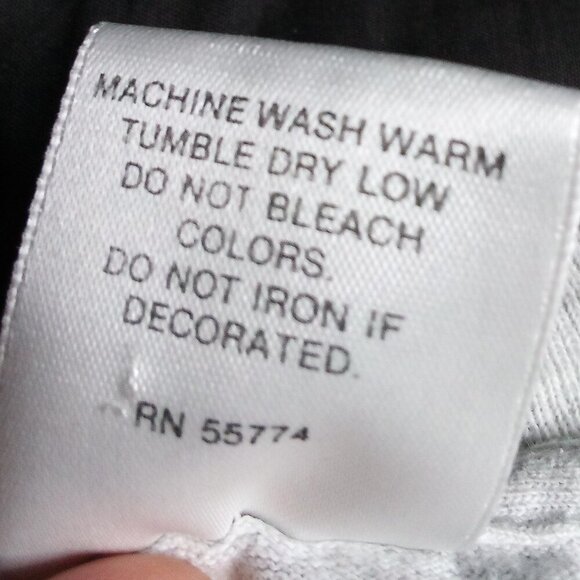 MACHINE WASH WARM
TUMBLE DRY LOW
DO NOT BLEACH
COLORS.
DO NOT IRON IF
DECORATED.
RN 55774